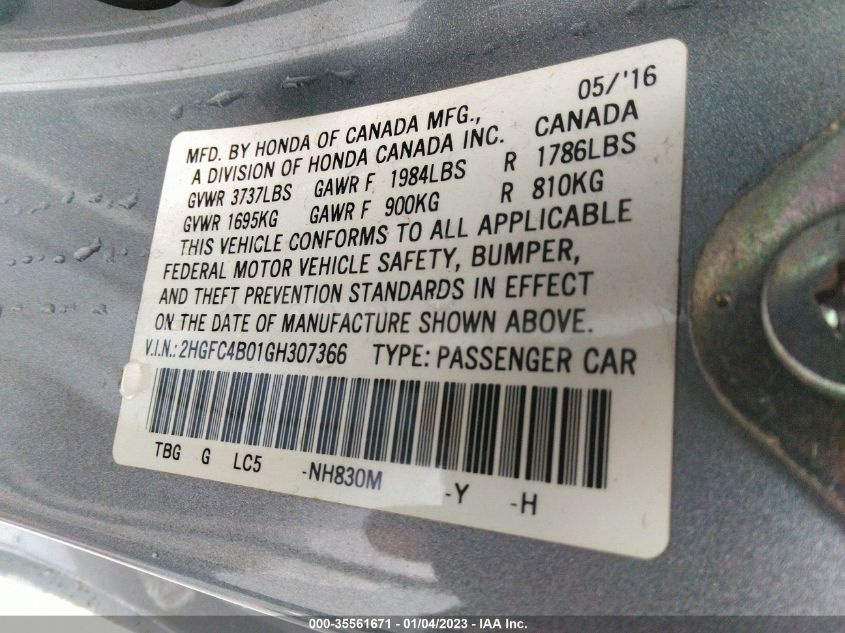 05/'16
MFD. BY HONDA OF CANADA MFG.,
A DIVISION OF HONDA CANADA INC. CANADA
GVWR 3737LBS GAWR F 1984LBS R 1786LBS
GVWR 1695KG GAWR F 900KG R 810KG
THIS VEHICLE CONFORMS TO ALL APPLICABLE
FEDERAL MOTOR VEHICLE SAFETY, BUMPER,
AND THEFT PREVENTION STANDARDS IN EFFECT
ON THE DATE OF MANUFACTURE SHOWN ABOVE.
V.I.N.: 2HGFC4B01GH307366 TYPE: PASSENGER CAR
TBG G LC5 -NH830M -Y -H
000-35561671 - 01/04/2023 - IAA Inc.